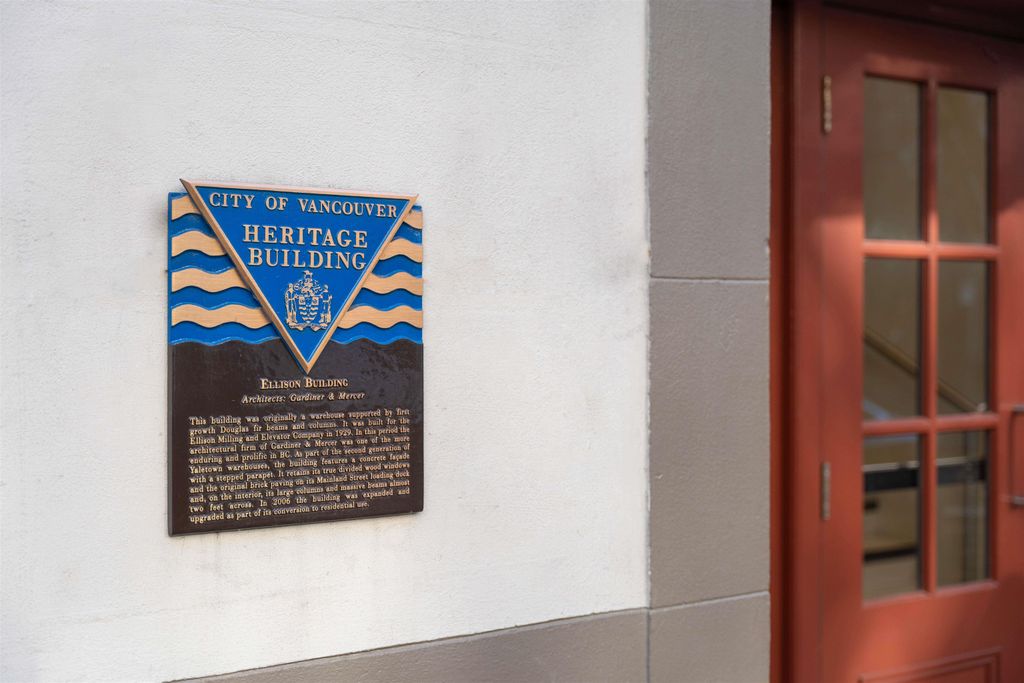 CITY OF VANCOUVER
HERITAGE
BUILDING
ELLISON BUILDING
Architects: Gardiner & Mercer
This building was originally a warehouse supported by first
growth Douglas fir beams and columns. It was built for the
Ellison Milling and Elevator Company in 1929. In this period the
architectural firm of Gardiner & Mercer was one of the more
enduring and prolific in BC. As part of the second generation of
Yaletown warehouses, the building features a concrete façade
with a stepped parapet. It retains its true divided wood windows
and the original brick paving on its Mainland Street loading dock
and, on the interior, its large columns and massive beams almost
two feet across. In 2006 the building was expanded and
upgraded as part of its conversion to residential use.